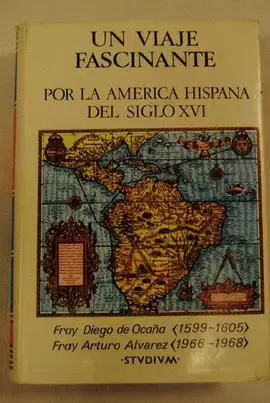 UN VIAJE
FASCINANTE
POR LA AMERICA HISPANA
DEL SIGLO XVI
Fray Diego de Ocaña (1599-1605)
Fray Arturo Alvarez (1966-1968)
·STVDIVM·